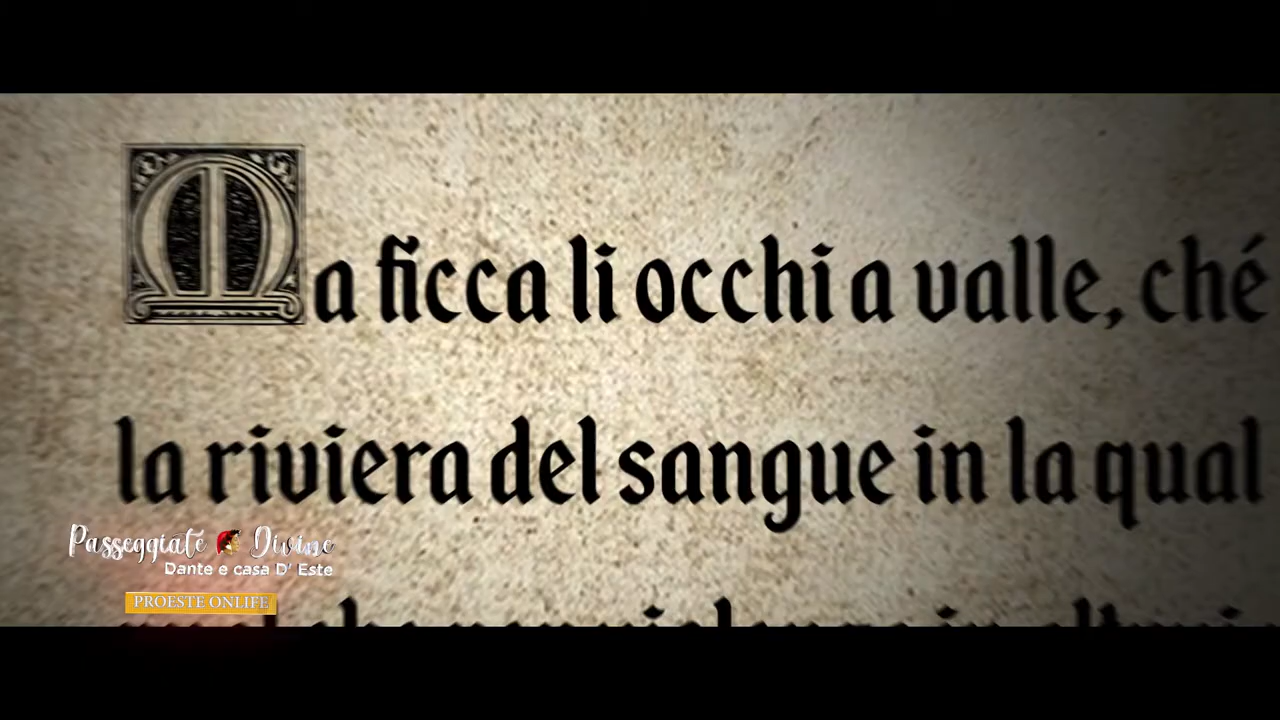 Ma ficca li occhi a valle, ché
la riviera del sangue in la qual
Passeggiate Divine
Dante e casa D' Este
PROESTE ONLIFE